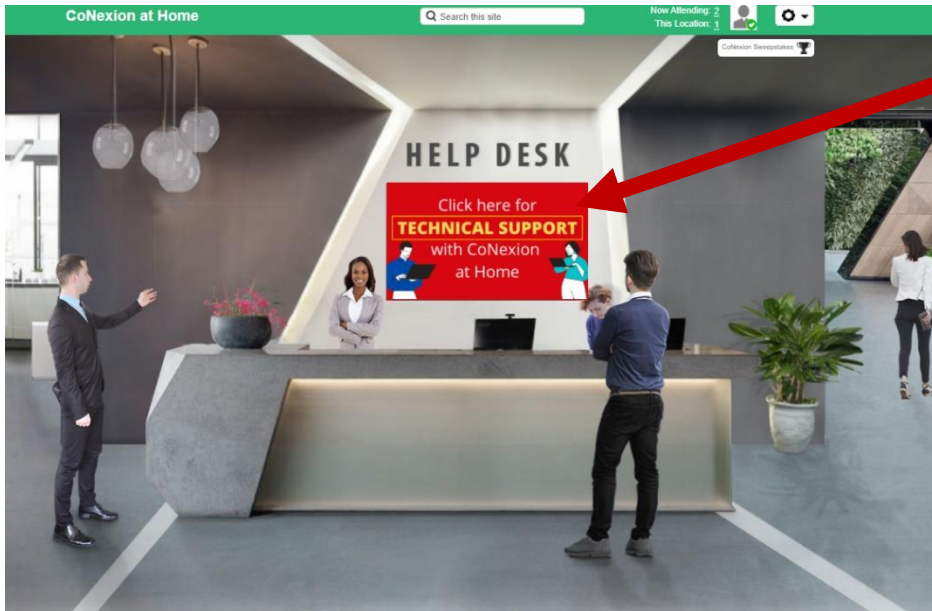 CoNexion at Home
Search this site
Now Attending: 2
This Location: 1
CoNexion Sweepstakes
HELP DESK
Click here for
TECHNICAL SUPPORT
with CoNexion
at Home